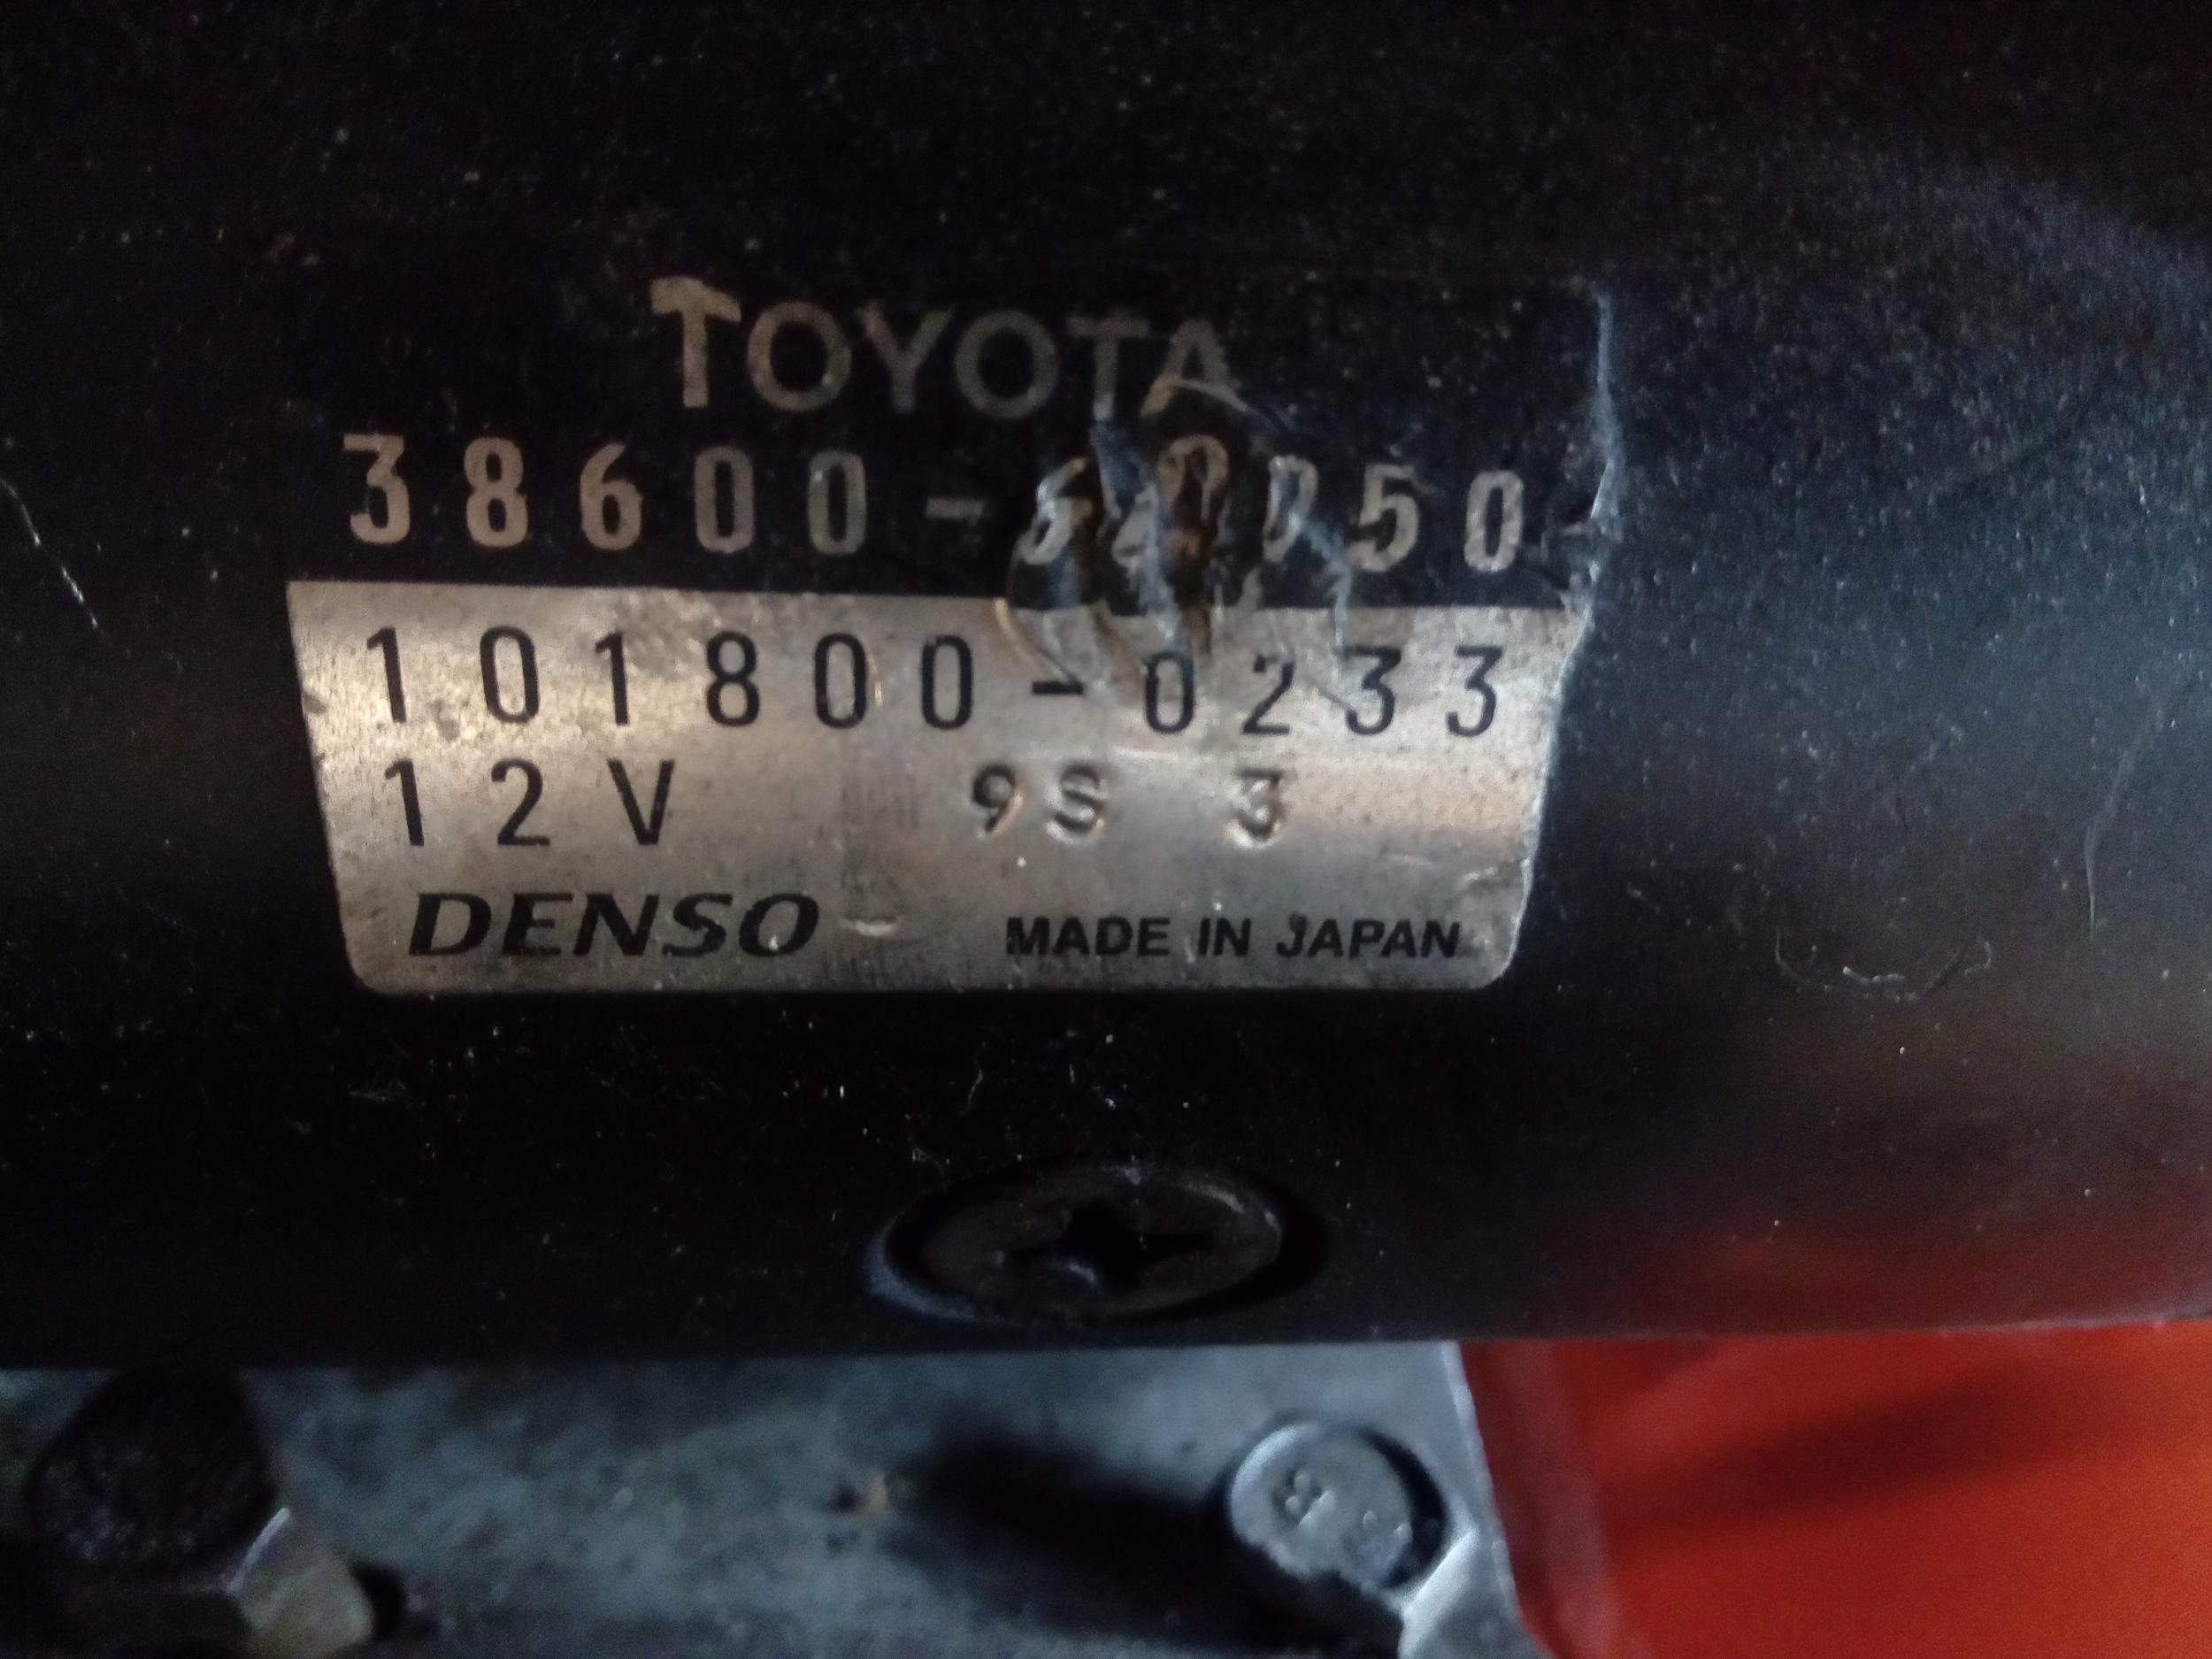 TOYOTA
101800-0233
12V 9S 3
DENSO MADE IN JAPAN